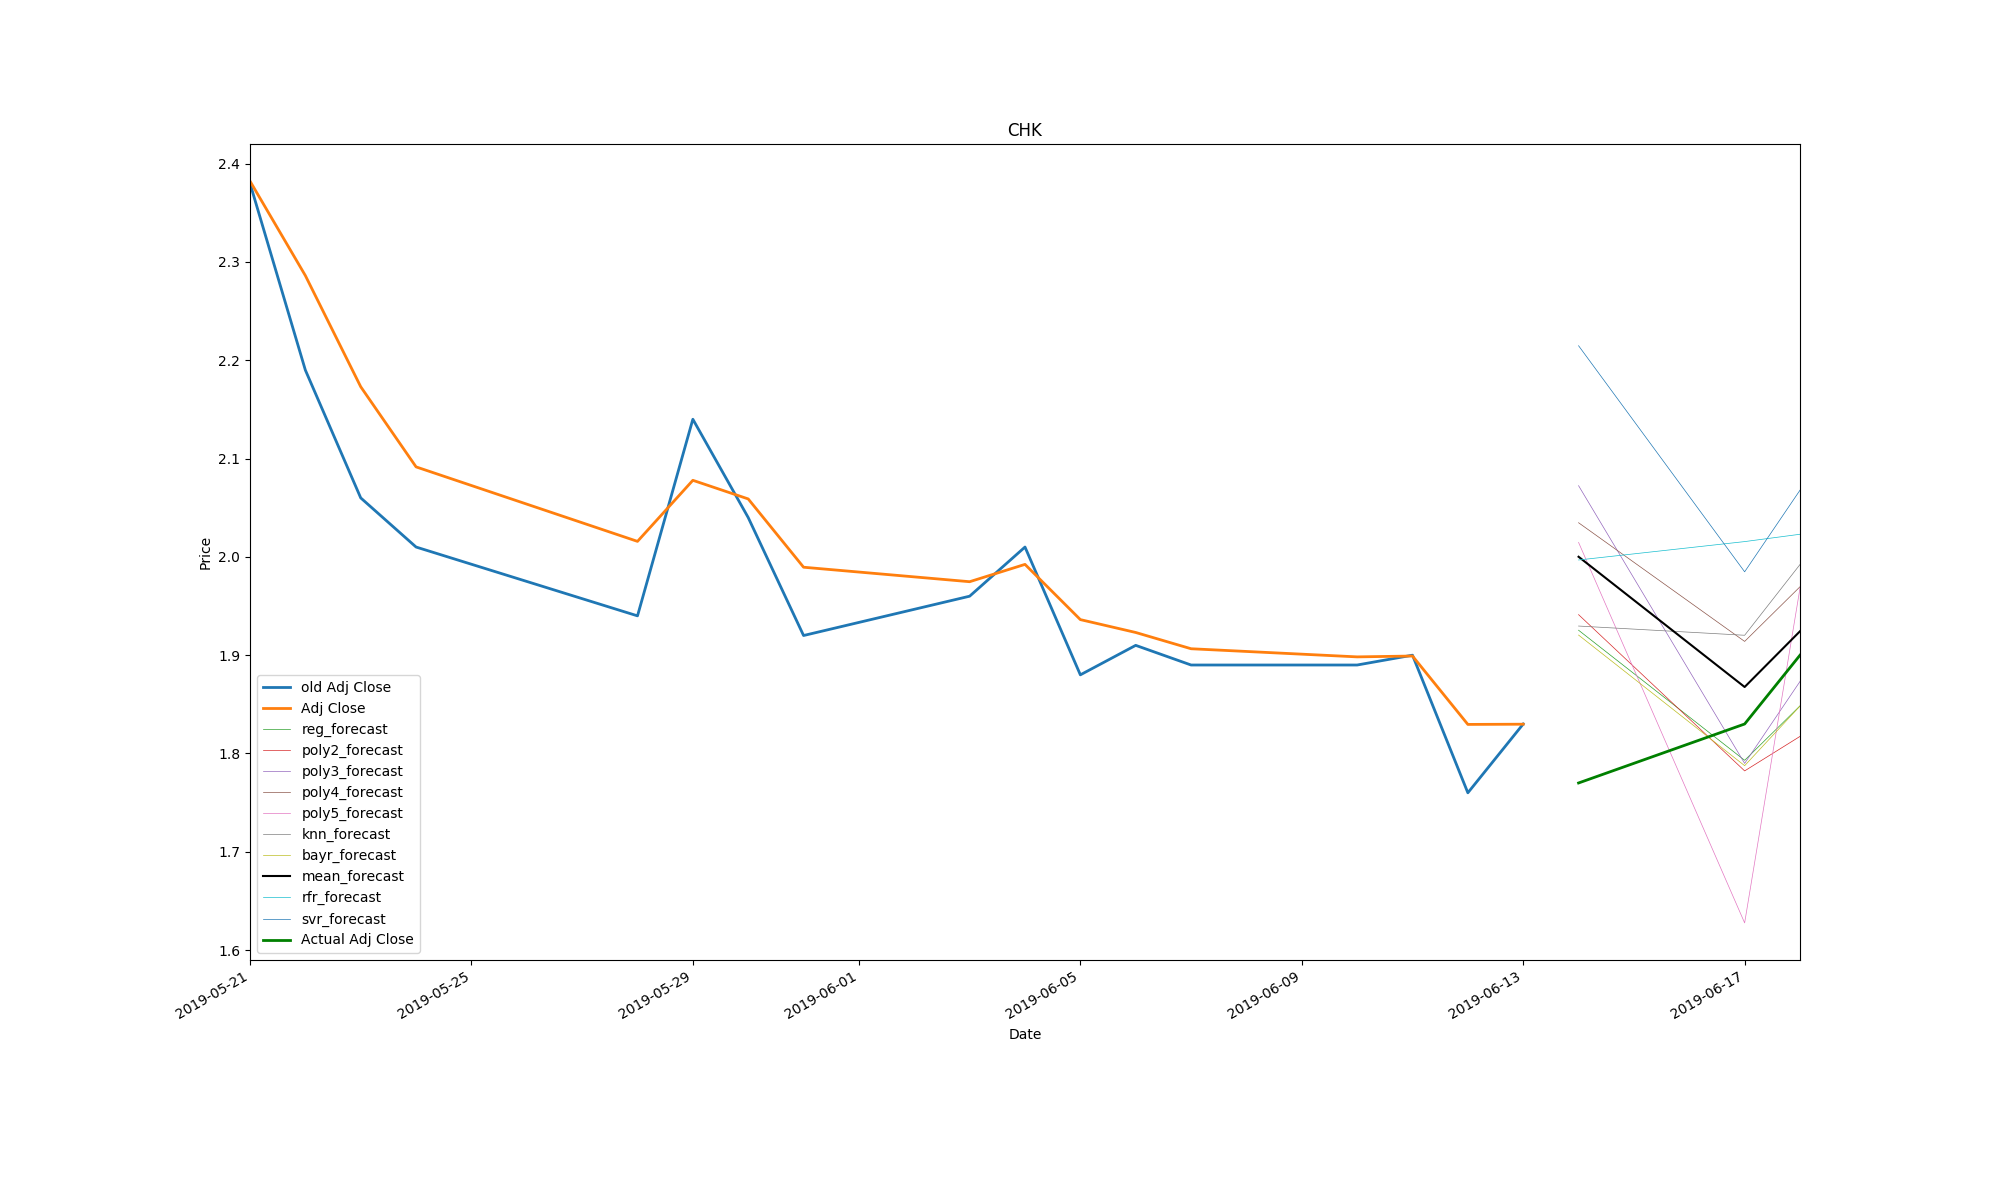 CHK
2.4
2.3
2.2
2.1
2.0
1.9
1.8
1.7
1.6
Price
old Adj Close
Adj Close
reg_forecast
poly2_forecast
poly3_forecast
poly4_forecast
poly5_forecast
knn_forecast
bayr_forecast
mean_forecast
rfr_forecast
svr_forecast
Actual Adj Close
2019-05-21
2019-05-25
2019-05-29
2019-06-01
2019-06-05
2019-06-09
2019-06-13
2019-06-17
Date